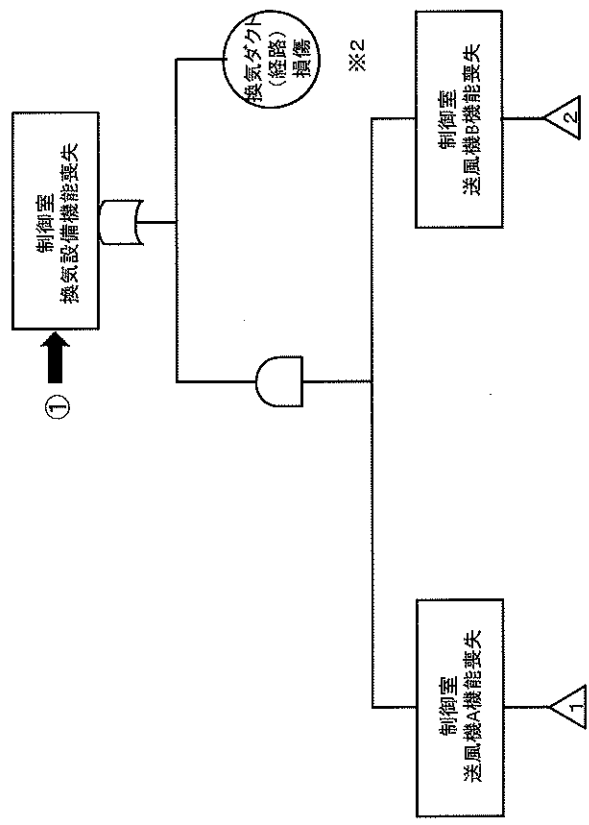 ①
制御室
換気設備機能喪失
換気ダクト
(経路)
損傷
※2
制御室
送風機A機能喪失
制御室
送風機B機能喪失
1
2